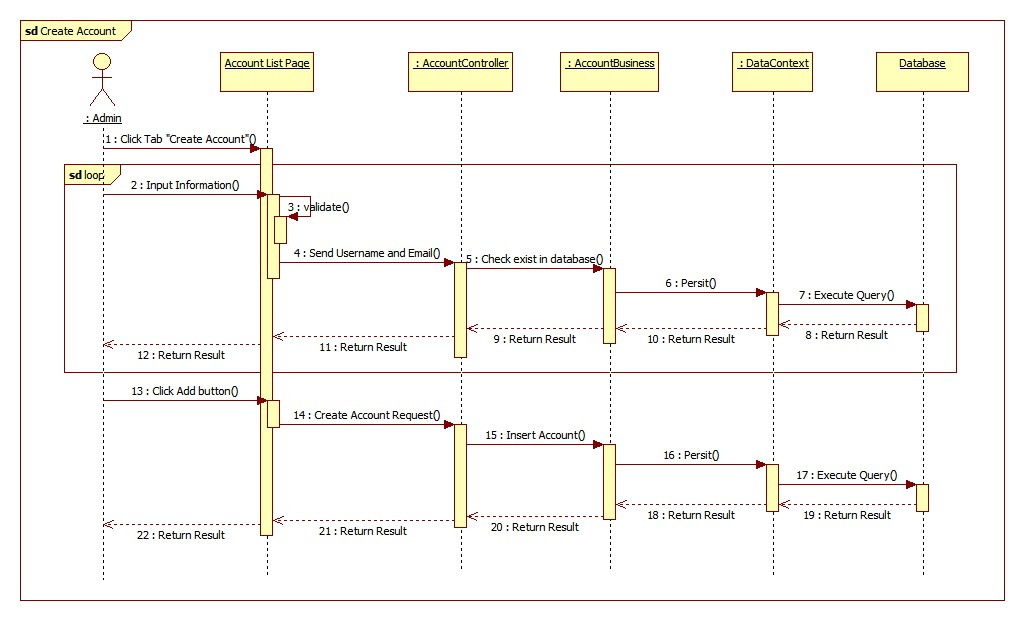 sd Create Account
Account List Page
: AccountController
: AccountBusiness
: DataContext
Database
: Admin
1 : Click Tab "Create Account"()
sd loop
2 : Input Information()
3 : validate()
4 : Send Username and Email()
5 : Check exist in database()
6 : Persit()
7 : Execute Query()
8 : Return Result
9 : Return Result
10 : Return Result
11 : Return Result
12 : Return Result
13 : Click Add button()
14 : Create Account Request()
15 : Insert Account()
16 : Persit()
17 : Execute Query()
18 : Return Result
19 : Return Result
20 : Return Result
21 : Return Result
22 : Return Result